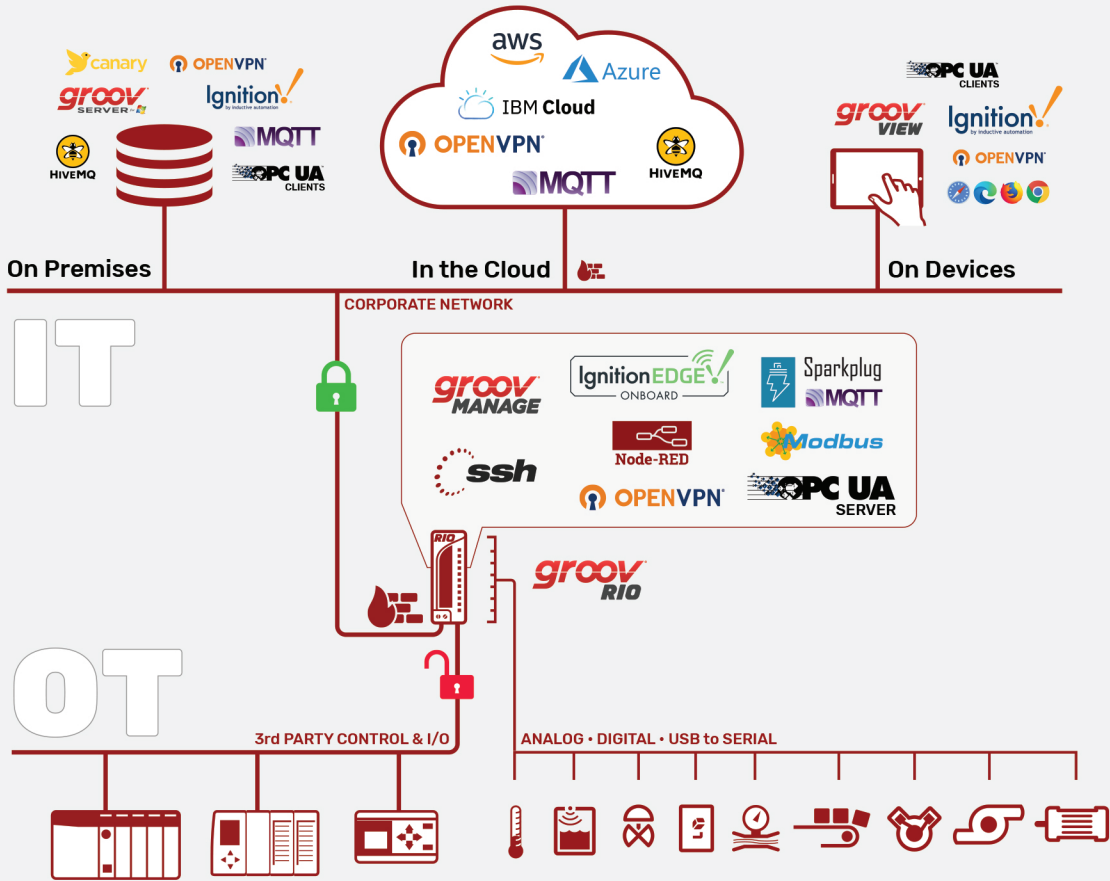 canary
OPENVPN
groov
SERVER for
Ignition!
by inductive automation
HIVEMQ
MQTT
OPC UA
CLIENTS
aws
Azure
IBM Cloud
OPENVPN
HIVEMQ
MQTT
OPC UA
CLIENTS
groov
VIEW
Ignition!
by inductive automation
OPENVPN
On Premises
In the Cloud
On Devices
CORPORATE NETWORK
IT
groov
MANAGE
Ignition EDGE!
ONBOARD
Sparkplug
MQTT
ssh
Node-RED
Modbus
OPENVPN
OPC UA
SERVER
RIO
groov
RIO
OT
3rd PARTY CONTROL & I/O
ANALOG • DIGITAL • USB to SERIAL